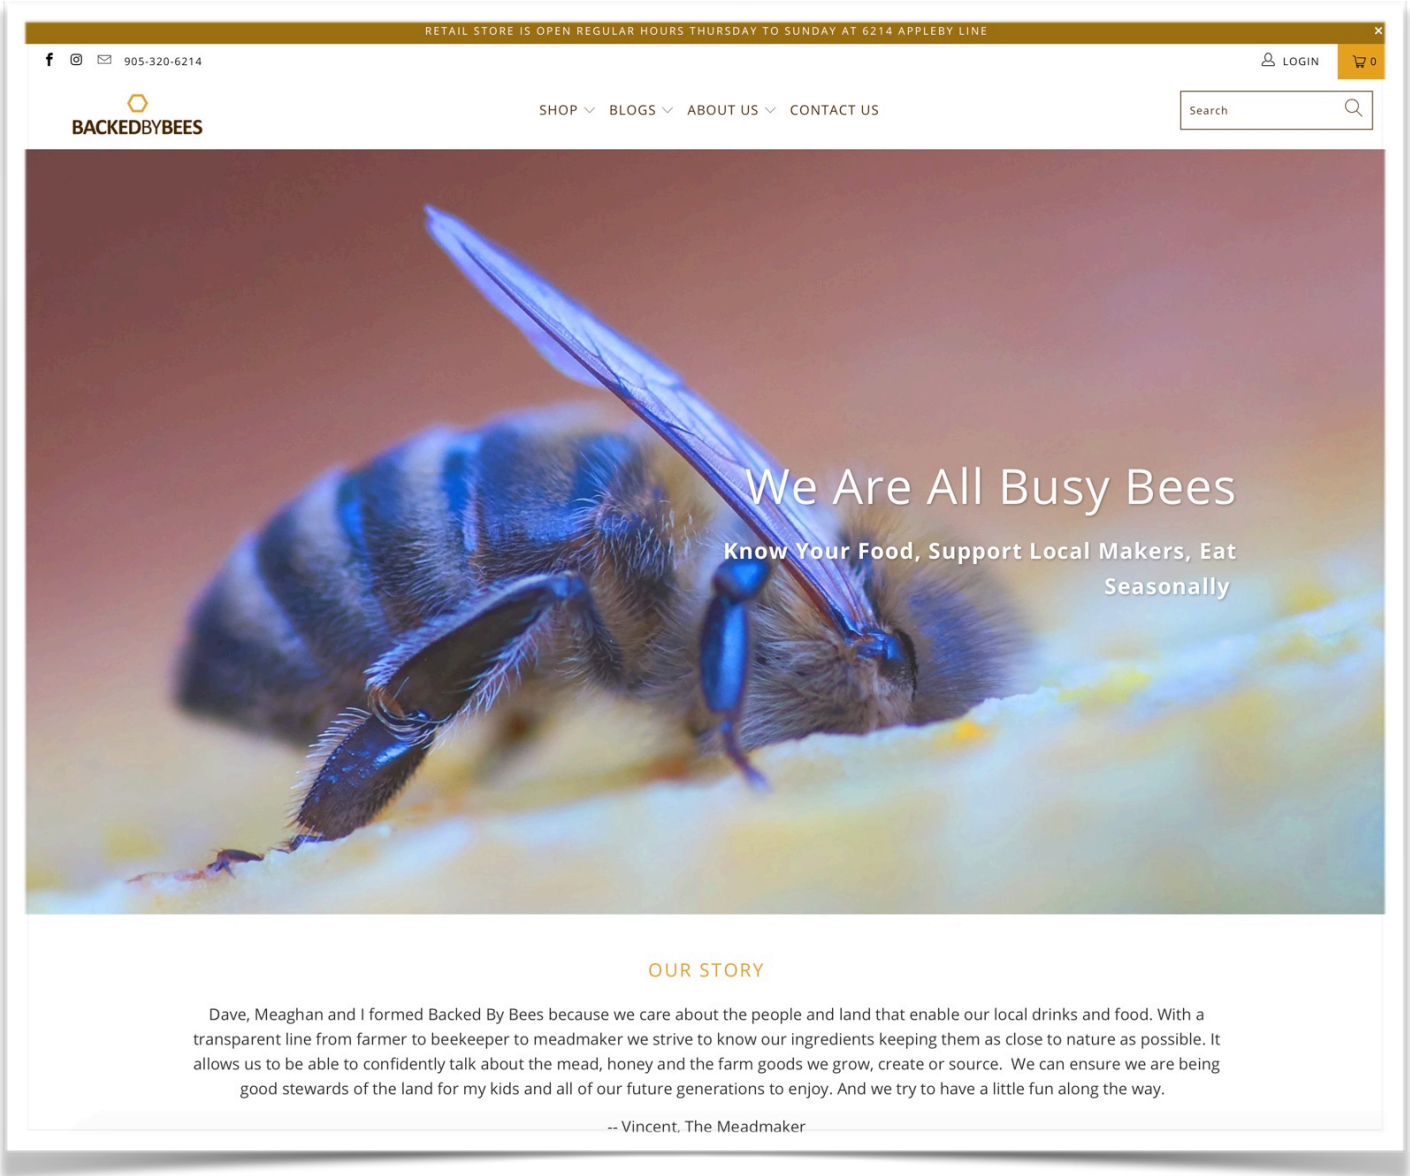 RETAIL STORE IS OPEN REGULAR HOURS THURSDAY TO SUNDAY AT 6214 APPLEBY LINE
905-320-6214
LOGIN
0
BACKEDBYBEES
SHOP
BLOGS
ABOUT US
CONTACT US
Search
We Are All Busy Bees
Know Your Food, Support Local Makers, Eat
Seasonally
OUR STORY
Dave, Meaghan and I formed Backed By Bees because we care about the people and land that enable our local drinks and food. With a
transparent line from farmer to beekeeper to meadmaker we strive to know our ingredients keeping them as close to nature as possible. It
allows us to be able to confidently talk about the mead, honey and the farm goods we grow, create or source.  We can ensure we are being
good stewards of the land for my kids and all of our future generations to enjoy. And we try to have a little fun along the way.
-- Vincent, The Meadmaker